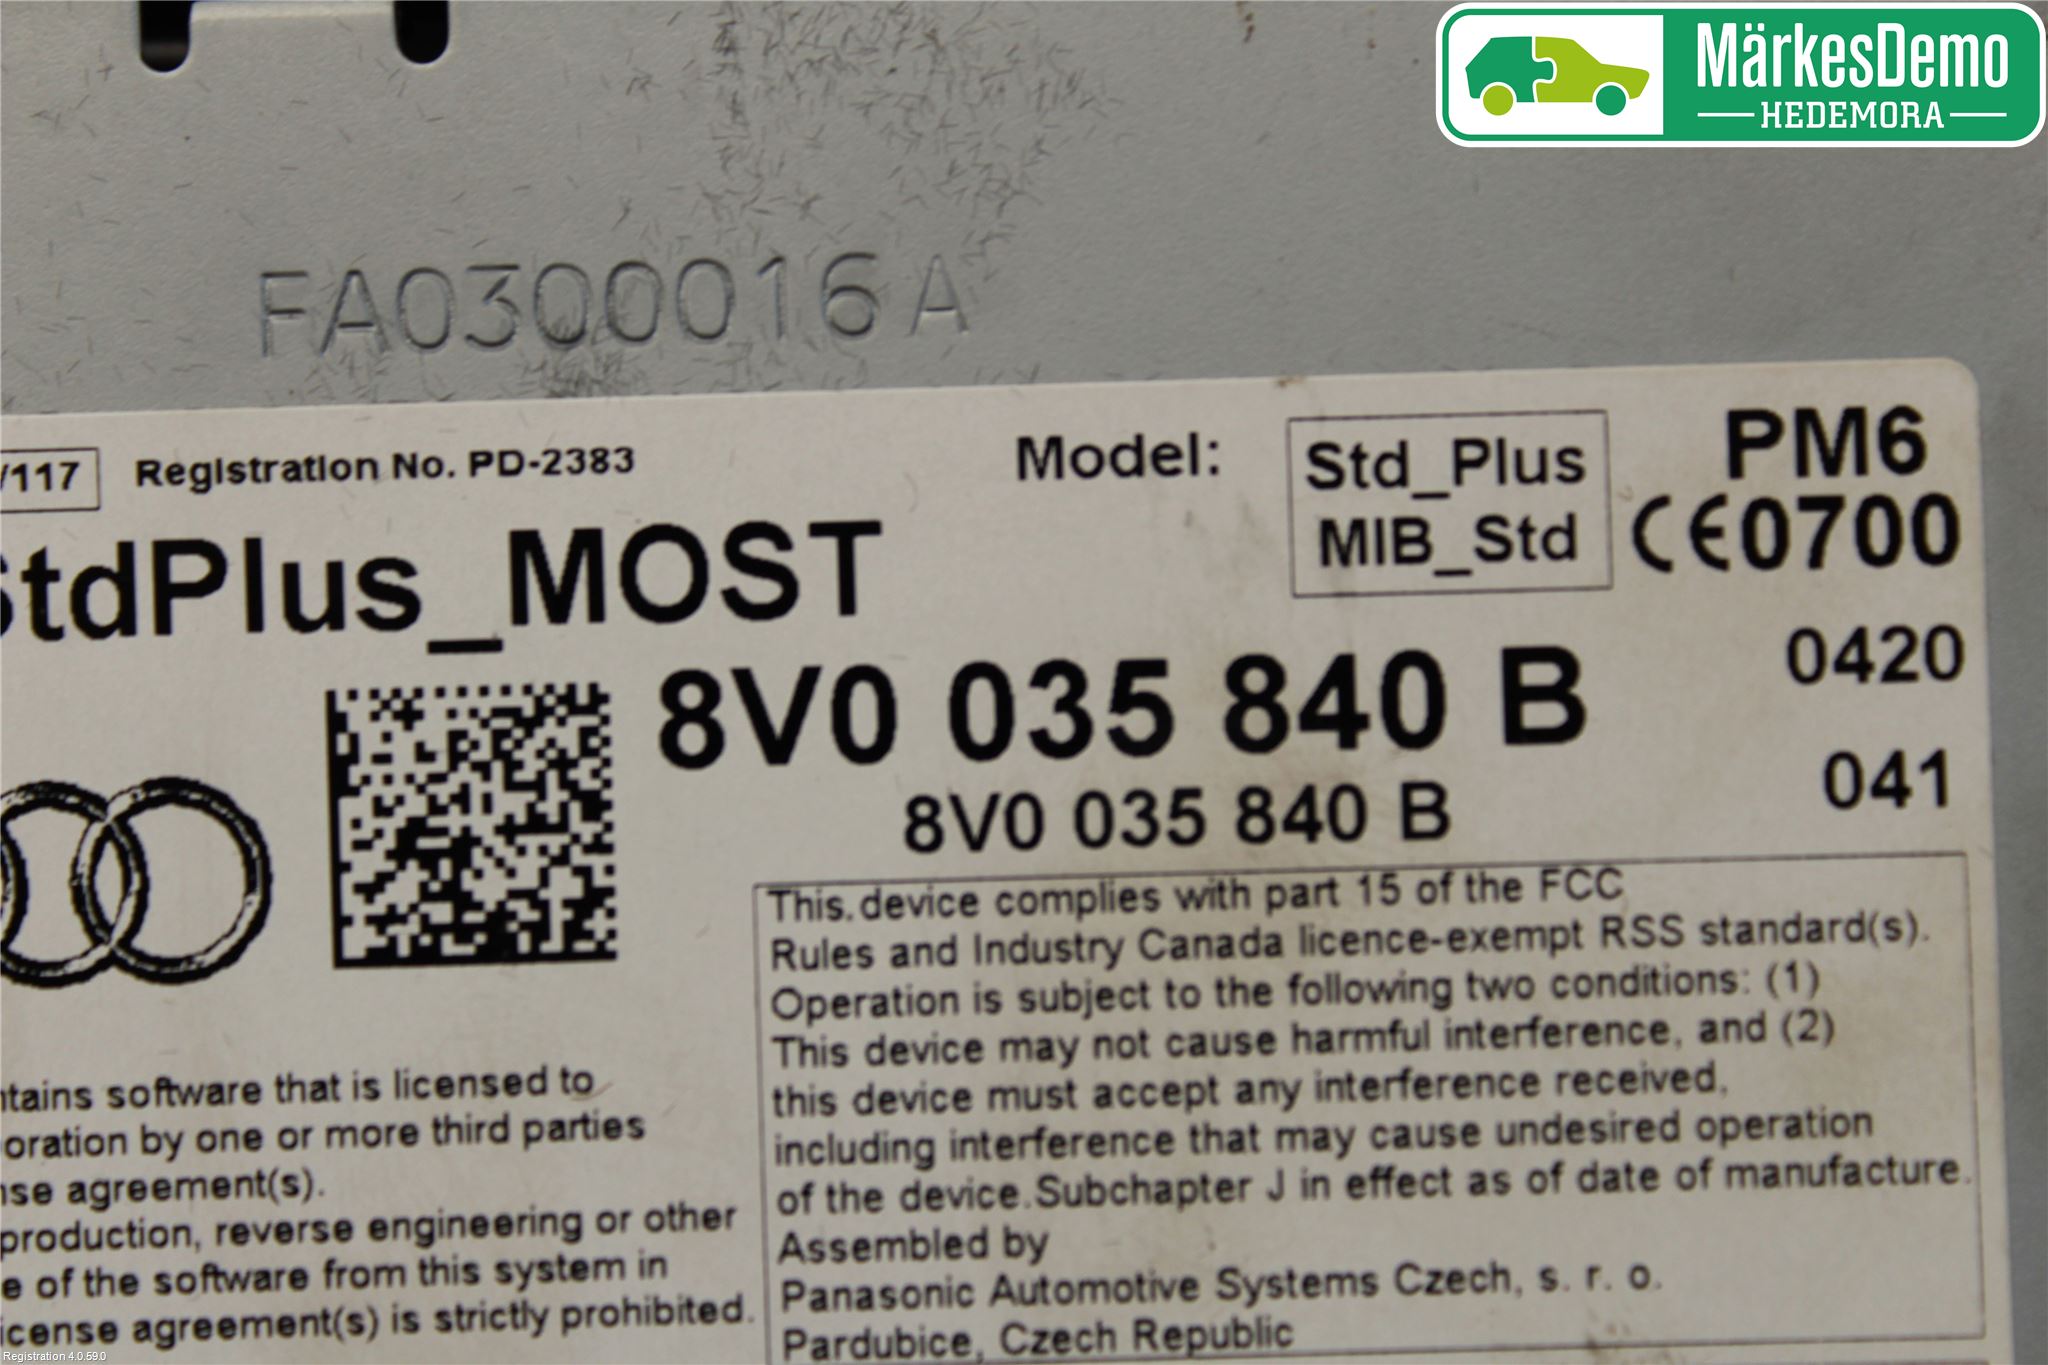 MärkesDemo
HEDEMORA
FA0300016 A
/117
Registration No. PD-2383
Model:
Std_Plus
MIB_Std
PM6
CE0700
StdPlus_MOST
0420
8V0 035 840 B
041
8V0 035 840 B
This device complies with part 15 of the FCC
Rules and Industry Canada licence-exempt RSS standard(s).
Operation is subject to the following two conditions: (1)
This device may not cause harmful interference, and (2)
this device must accept any interference received,
including interference that may cause undesired operation
of the device.Subchapter J in effect as of date of manufacture.
Assembled by
Panasonic Automotive Systems Czech, s. r. o.
Pardubice, Czech Republic
ntains software that is licensed to
oration by one or more third parties
nse agreement(s).
production, reverse engineering or other
e of the software from this system in
icense agreement(s) is strictly prohibited.
Registration 4.0.59.0